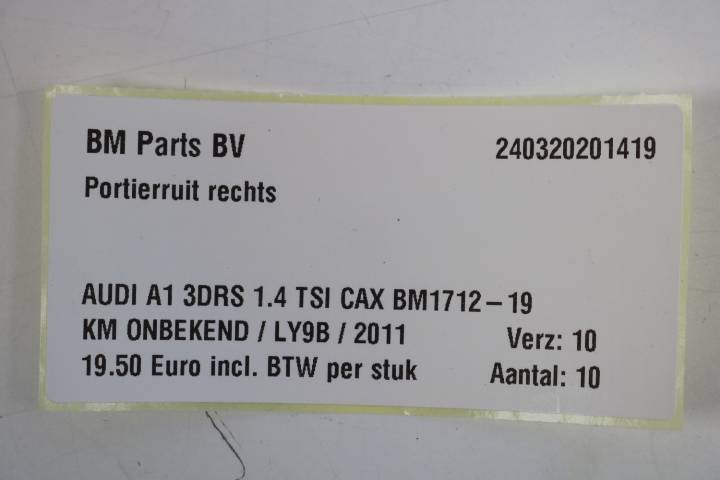 BM Parts BV 240320201419
Portierruit rechts
AUDI A1 3DRS 1.4 TSI CAX BM1712-19
KM ONBEKEND / LY9B / 2011 Verz: 10
19.50 Euro incl. BTW per stuk Aantal: 10